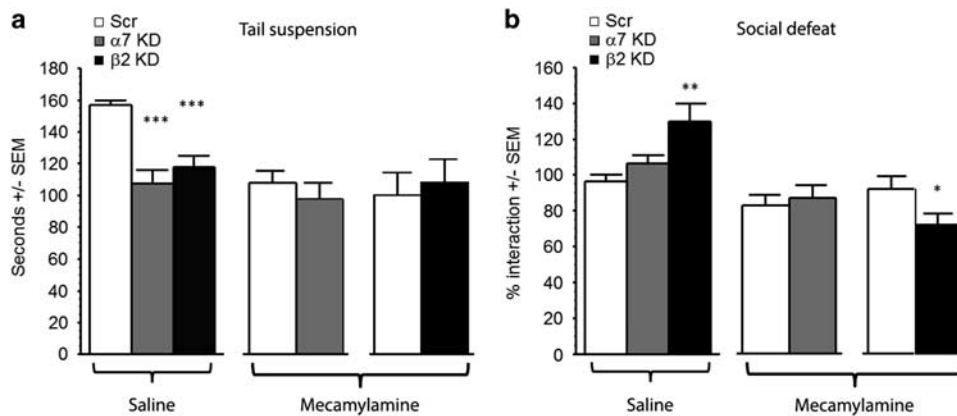 a
Tail suspension
Scr
α7 KD
β2 KD
Seconds +/- SEM
180
160
140
120
100
80
60
40
20
0
***
***
Saline
Mecamylamine
b
Social defeat
Scr
α7 KD
β2 KD
% interaction +/- SEM
160
140
120
100
80
60
40
20
0
**
*
Saline
Mecamylamine